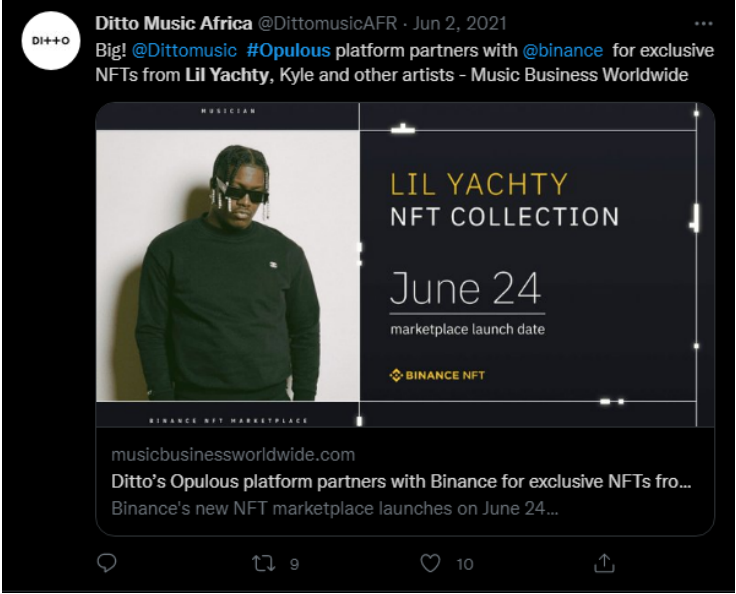 DI++O
Ditto Music Africa @DittomusicAFR · Jun 2, 2021
Big! @Dittomusic #Opulous platform partners with @binance for exclusive
NFTs from Lil Yachty, Kyle and other artists - Music Business Worldwide
MUSICIAN
LIL YACHTY
NFT COLLECTION
June 24
marketplace launch date
BINANCE NFT
BINANCE NFT MARKETPLACE
musicbusinessworldwide.com
Ditto's Opulous platform partners with Binance for exclusive NFTs fro...
Binance's new NFT marketplace launches on June 24...
9
10